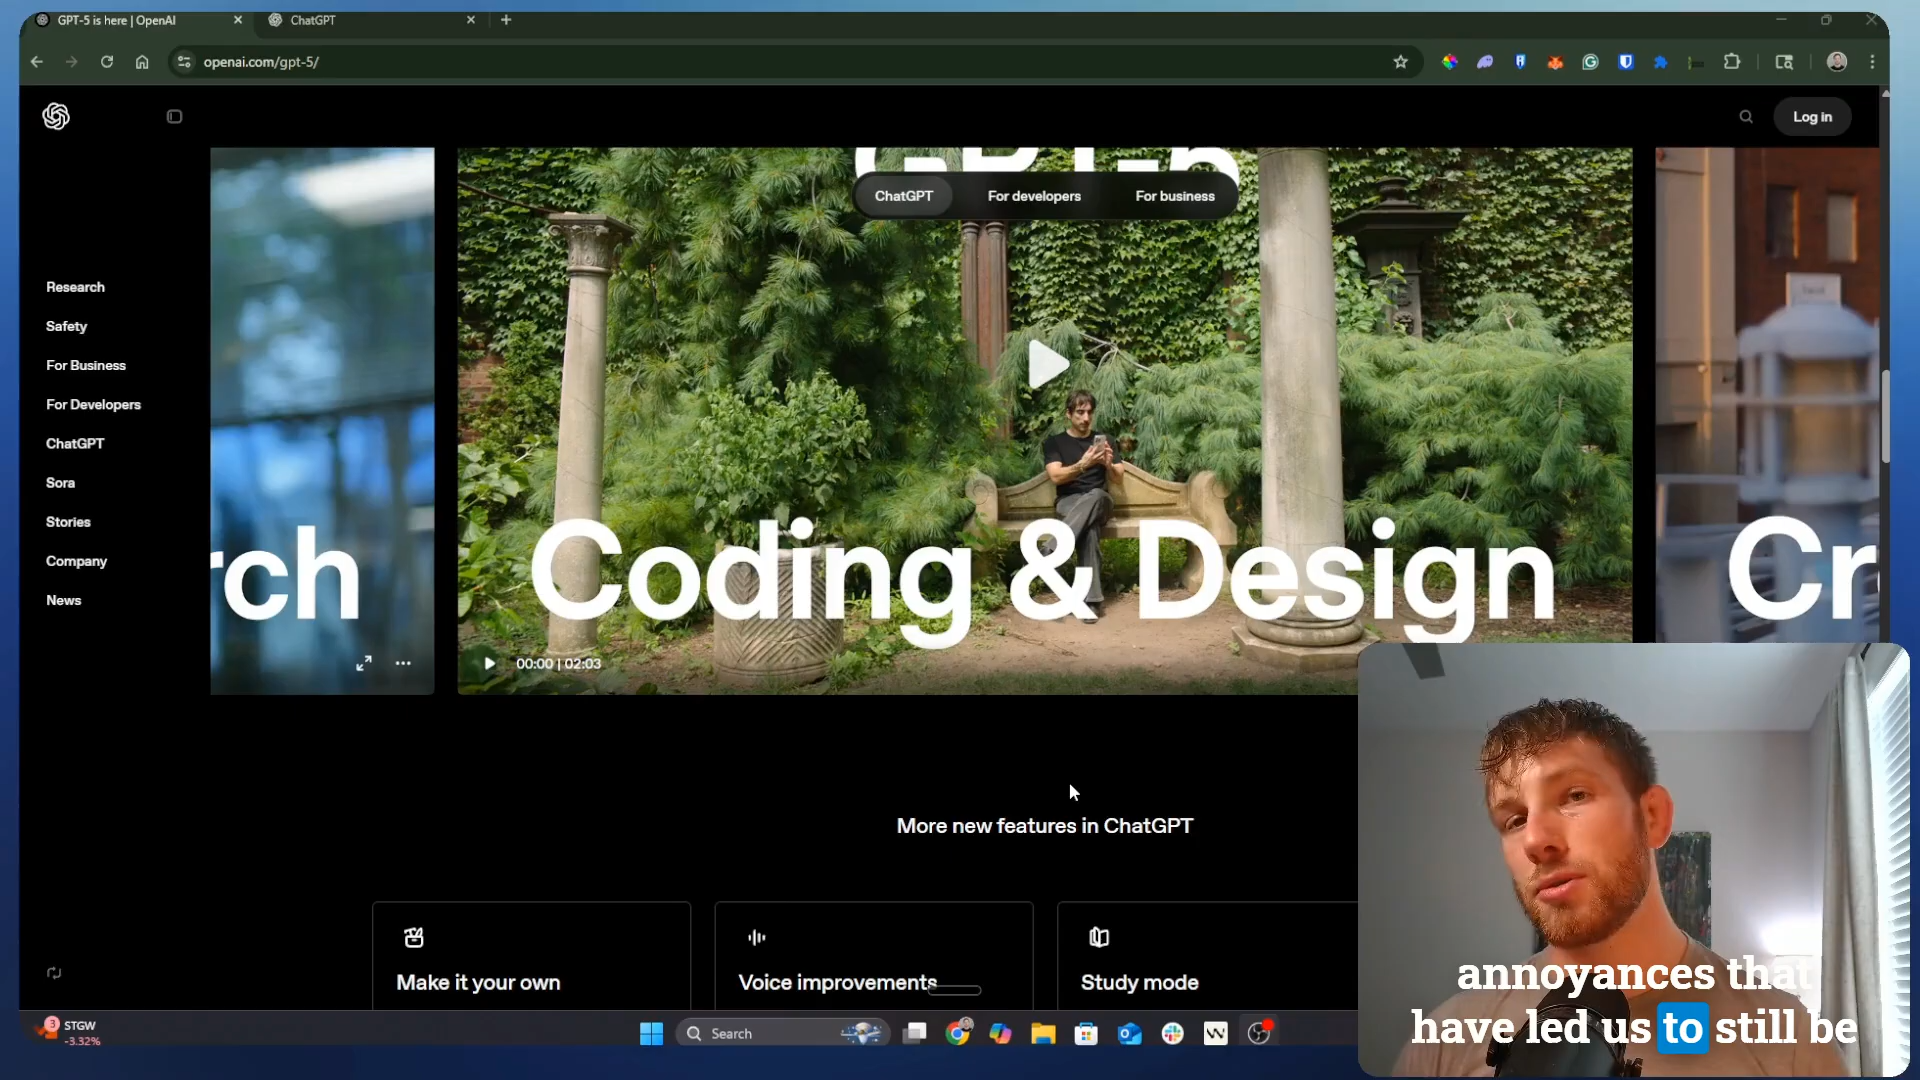 GPT-5 is here | OpenAI
ChatGPT
openai.com/gpt-5/
Log in
GPT-5
ChatGPT
For developers
For business
Research
Safety
For Business
For Developers
ChatGPT
Sora
Stories
Company
News
rch
Coding & Design
Cr
00:00 | 02:03
More new features in ChatGPT
Make it your own
Voice improvements
Study mode
annoyances that
have led us to still be
3
STGW
-3.32%
Search